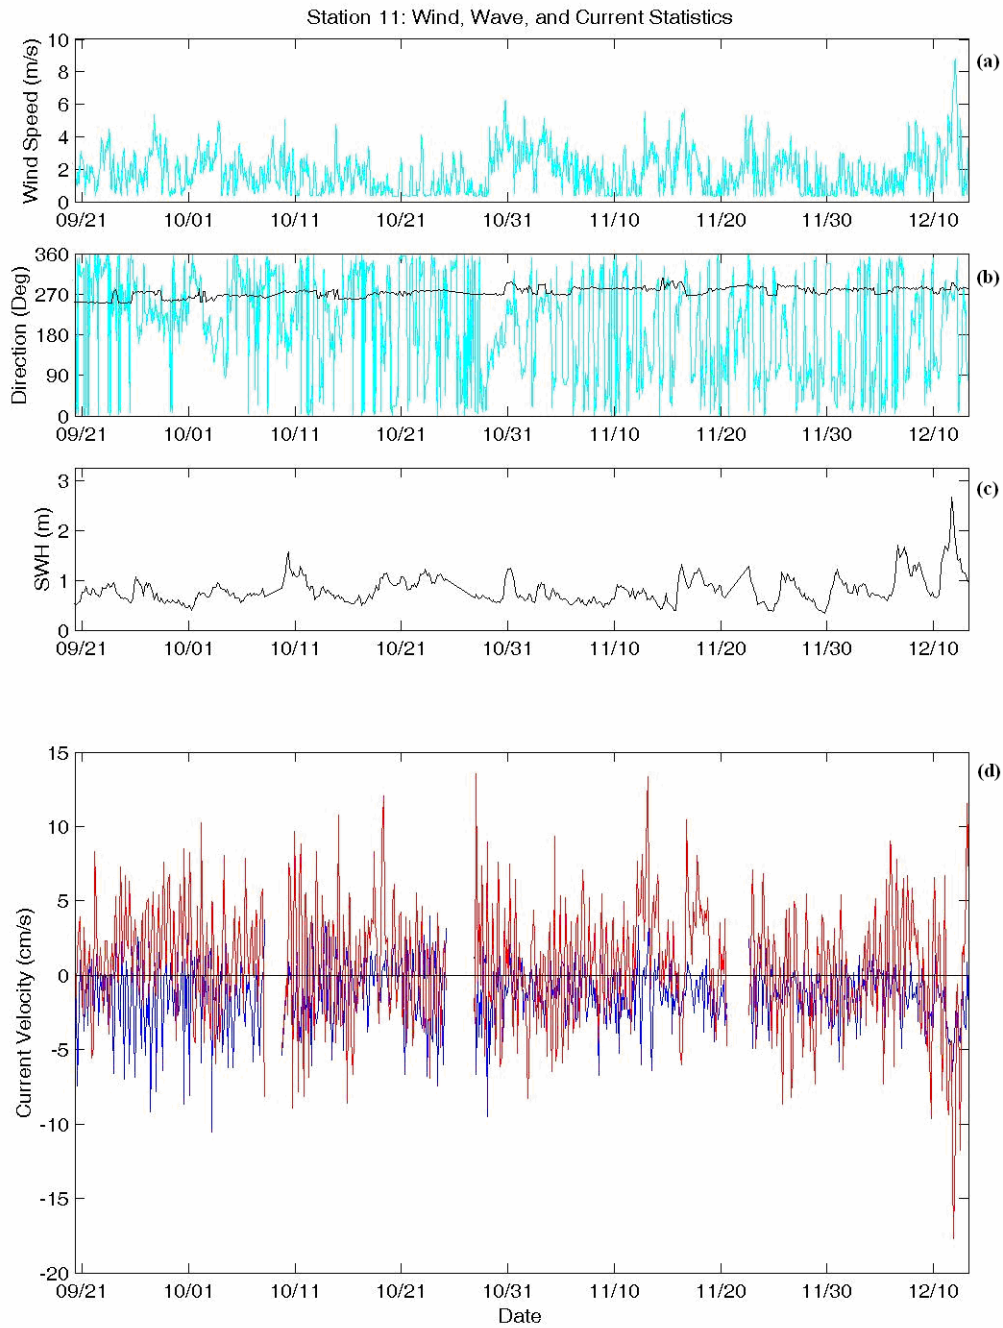 Station 11: Wind, Wave, and Current Statistics
(a)
Wind Speed (m/s)
10
8
6
4
2
0
09/21 10/01 10/11 10/21 10/31 11/10 11/20 11/30 12/10
(b)
Direction (Deg)
360
270
180
90
0
09/21 10/01 10/11 10/21 10/31 11/10 11/20 11/30 12/10
(c)
SWH (m)
3
2
1
0
09/21 10/01 10/11 10/21 10/31 11/10 11/20 11/30 12/10
(d)
Current Velocity (cm/s)
15
10
5
0
-5
-10
-15
-20
09/21 10/01 10/11 10/21 10/31 11/10 11/20 11/30 12/10
Date